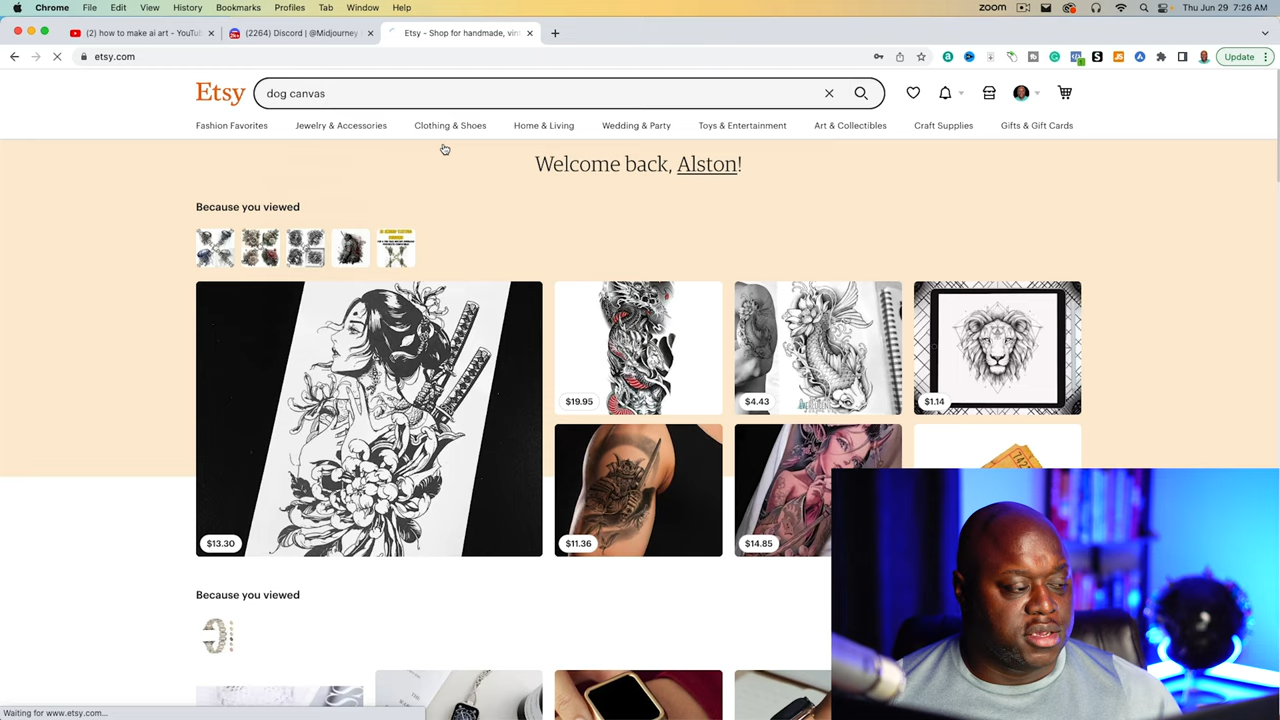 Chrome File Edit View History Bookmarks Profiles Tab Window Help
zoom Thu Jun 29 7:26 AM
(2) how to make ai art - YouTub
(2264) Discord | @Midjourney
Etsy - Shop for handmade, vint
etsy.com
Update
Etsy
dog canvas
Fashion Favorites Jewelry & Accessories Clothing & Shoes Home & Living Wedding & Party Toys & Entertainment Art & Collectibles Craft Supplies Gifts & Gift Cards
Welcome back, Alston!
Because you viewed
$13.30
$19.95
$4.43
$1.14
$11.36
$14.85
Because you viewed
Waiting for www.etsy.com...